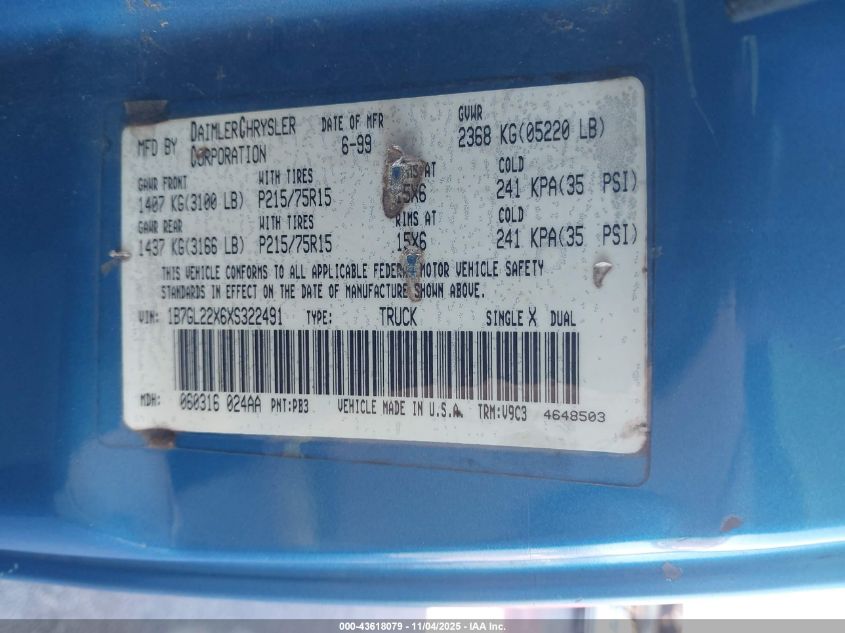 MFD BY DAIMLERCHRYSLER CORPORATION DATE OF MFR 6-99 GVWR 2368 KG(05220 LB)
GAWR FRONT WITH TIRES AT COLD
1407 KG(3100 LB) P215/75R15 15X6 241 KPA(35 PSI)
GAWR REAR WITH TIRES RIMS AT COLD
1437 KG(3166 LB) P215/75R15 15X6 241 KPA(35 PSI)
THIS VEHICLE CONFORMS TO ALL APPLICABLE FEDERAL MOTOR VEHICLE SAFETY
STANDARDS IN EFFECT ON THE DATE OF MANUFACTURE SHOWN ABOVE.
VIN: 1B7GL22X6XS322491 TYPE: TRUCK SINGLE X DUAL
MDH: 060316 024AA PNT:PB3 VEHICLE MADE IN U.S.A. TRM:V9C3 4648503
000-43618079 - 11/04/2025 - IAA Inc.